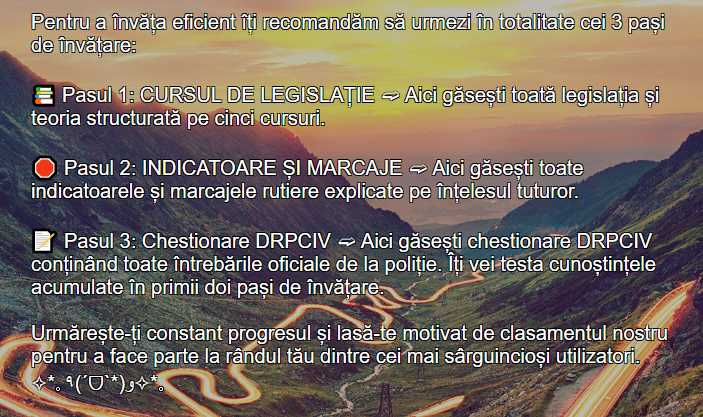 Pentru a învăța eficient îți recomandăm să urmezi în totalitate cei 3 pași
de învățare:
📚 Pasul 1: CURSUL DE LEGISLAȚIE ➫ Aici găsești toată legislația și
teoria structurată pe cinci cursuri.
🛑 Pasul 2: INDICATOARE ȘI MARCAJE ➫ Aici găsești toate
indicatoarele și marcajele rutiere explicate pe înțelesul tuturor.
📝 Pasul 3: Chestionare DRPCIV ➫ Aici găsești chestionare DRPCIV
conținând toate întrebările oficiale de la poliție. Îți vei testa cunoștințele
acumulate în primii doi pași de învățare.
Urmărește-ți constant progresul și lasă-te motivat de clasamentul nostru
pentru a face parte la rândul tău dintre cei mai sârguincioși utilizatori.
✧*｡٩(ˊᗜˋ*)و✧*｡